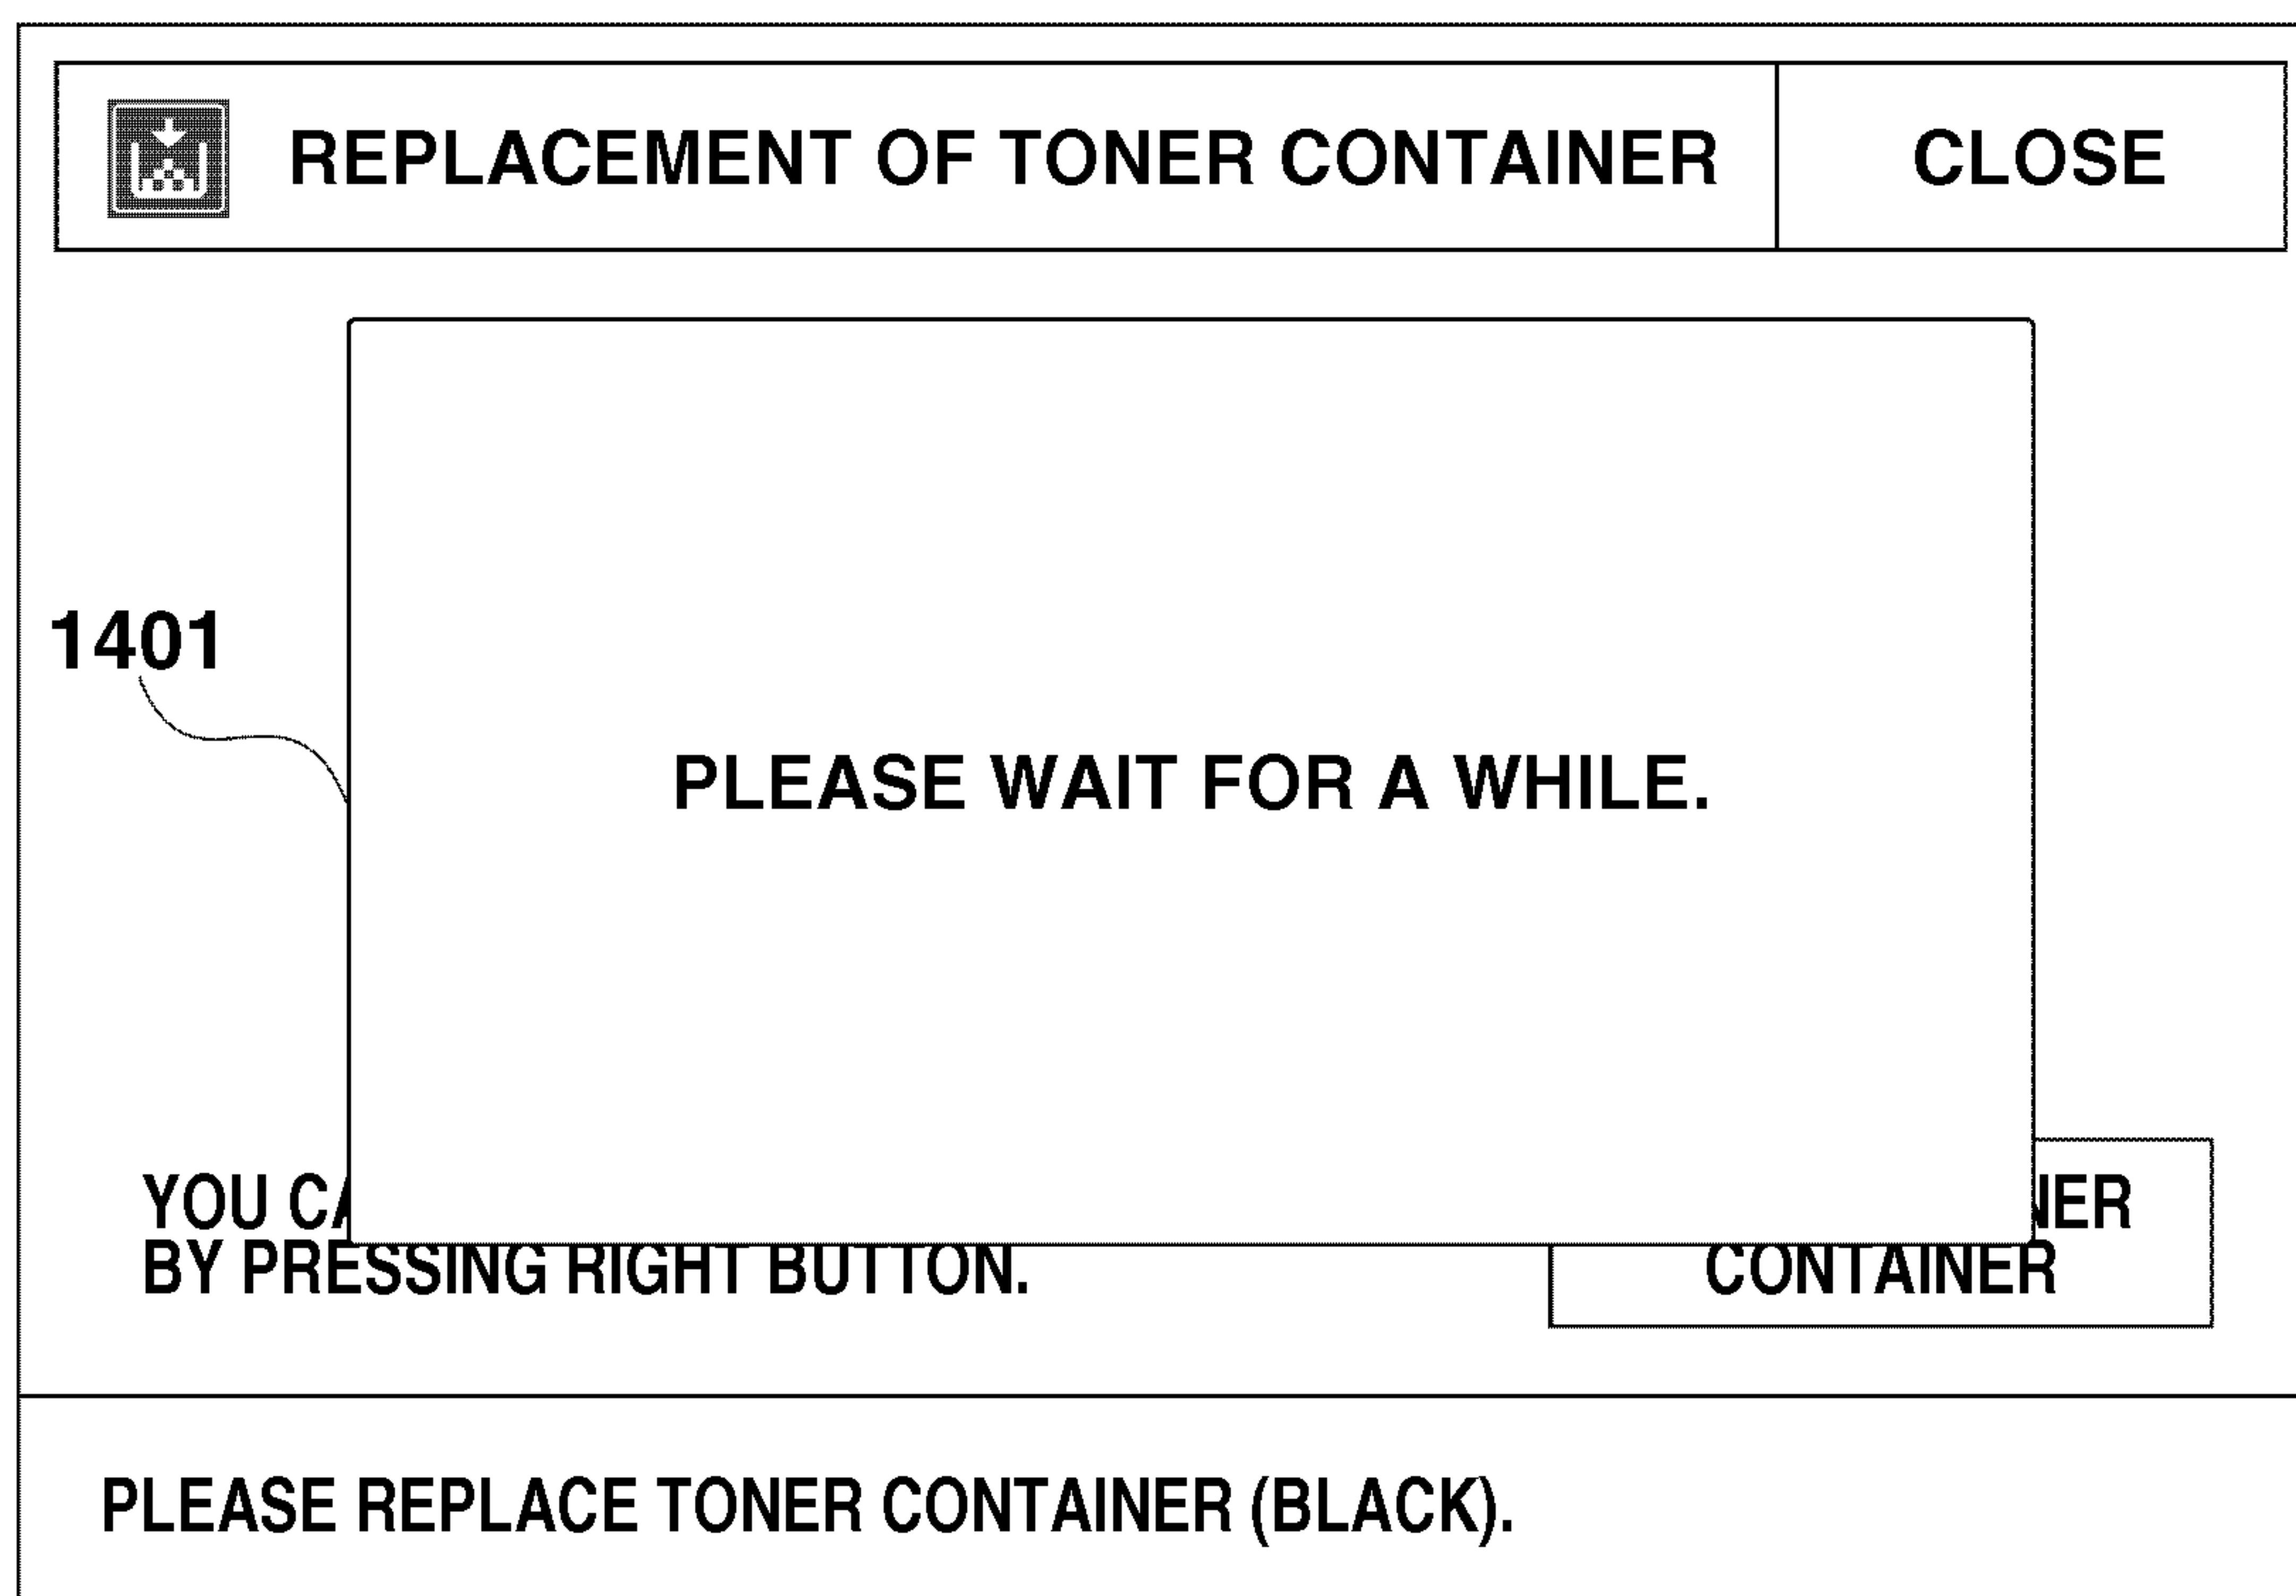 REPLACEMENT OF TONER CONTAINER CLOSE
1401
PLEASE WAIT FOR A WHILE.
YOU
BY PRESSING RIGHT BUTTON.
CONTAINER
PLEASE REPLACE TONER CONTAINER (BLACK).